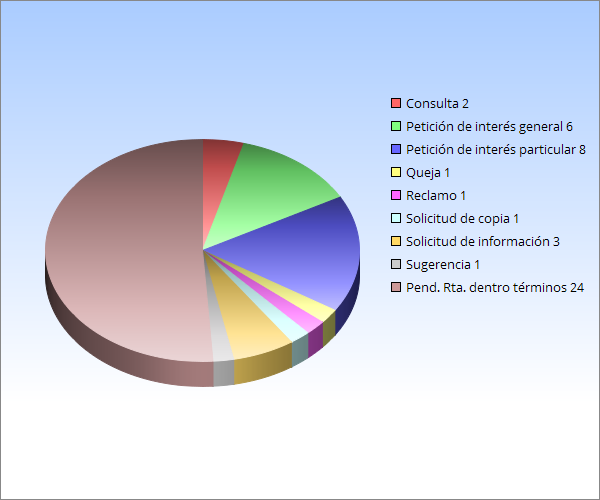 Consulta 2
Petición de interés general 6
Petición de interés particular 8
Queja 1
Reclamo 1
Solicitud de copia 1
Solicitud de información 3
Sugerencia 1
Pend. Rta. dentro términos 24